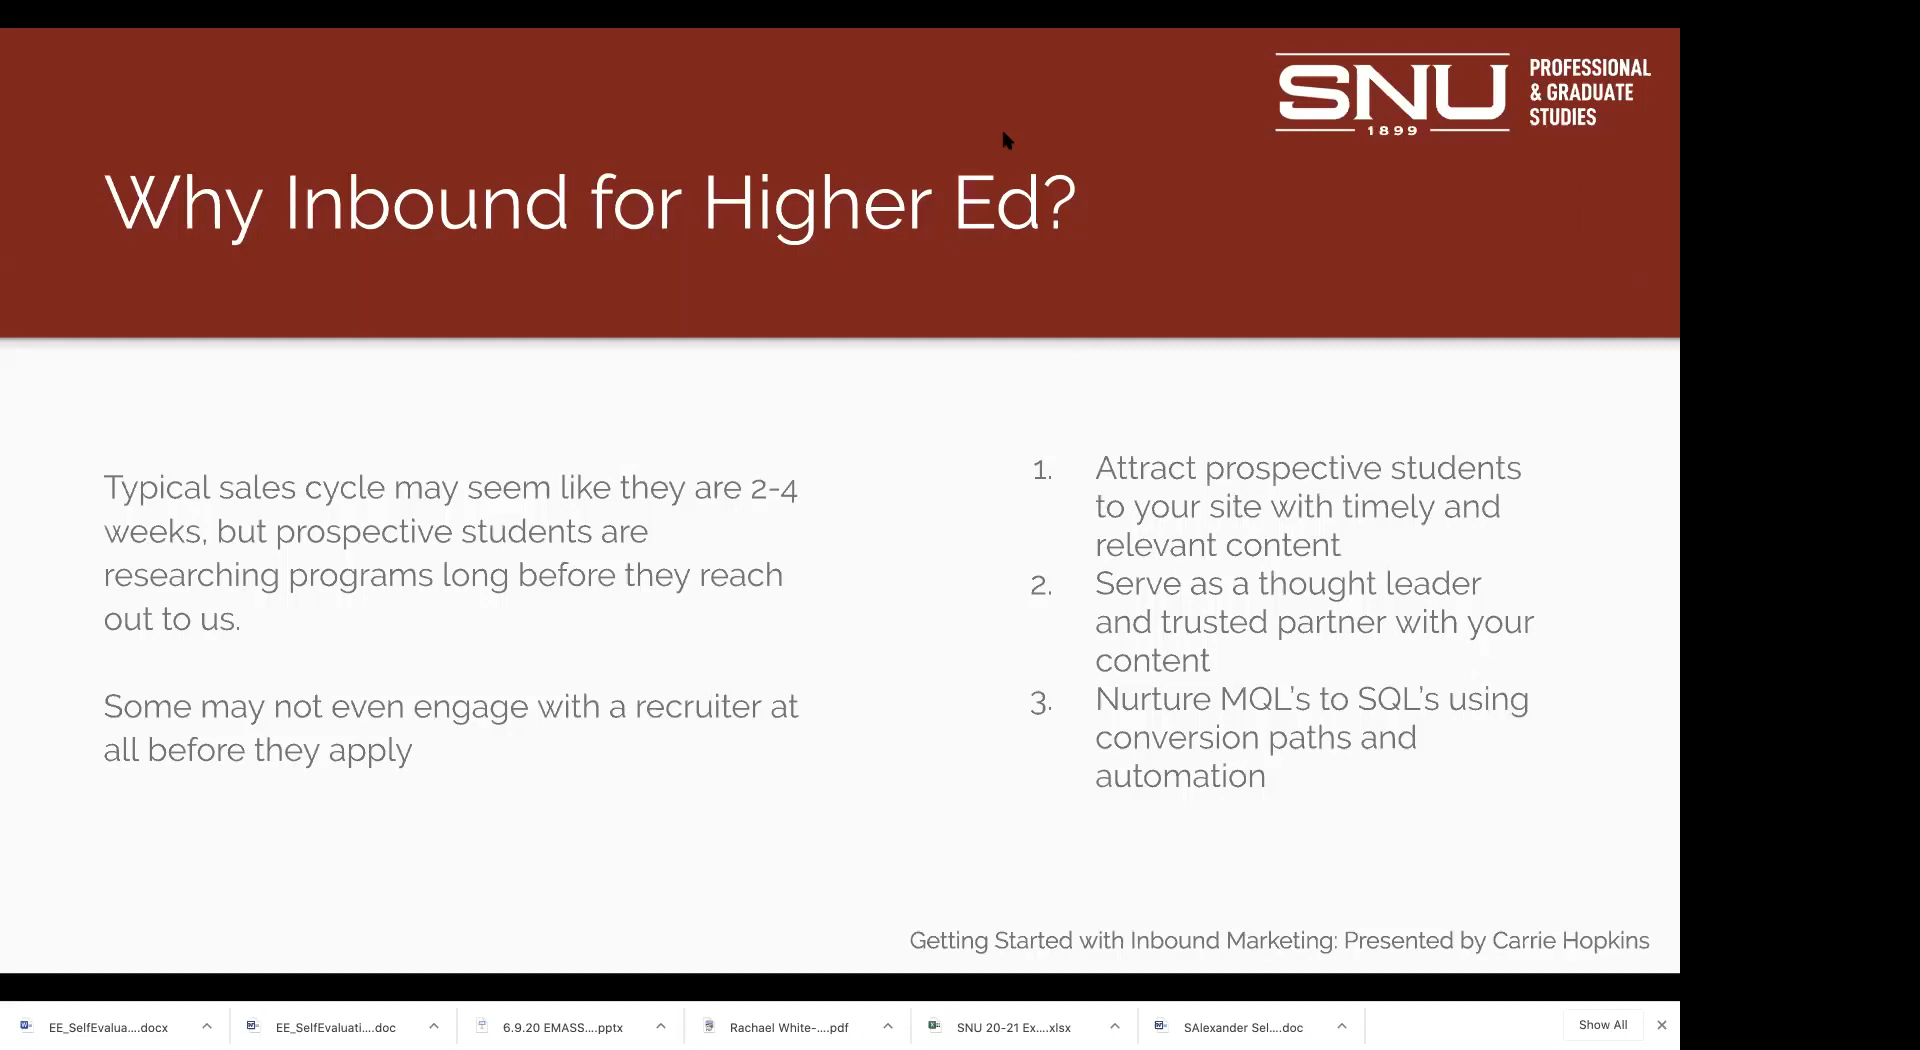 SNU
1899
PROFESSIONAL
& GRADUATE
STUDIES
Why Inbound for Higher Ed?
Typical sales cycle may seem like they are 2-4
weeks, but prospective students are
researching programs long before they reach
out to us.
Some may not even engage with a recruiter at
all before they apply
1. Attract prospective students
to your site with timely and
relevant content
2. Serve as a thought leader
and trusted partner with your
content
3. Nurture MQL's to SQL's using
conversion paths and
automation
Getting Started with Inbound Marketing: Presented by Carrie Hopkins
EE_SelfEvalua....docx
EE_SelfEvaluati....doc
6.9.20 EMASS....pptx
Rachael White-....pdf
SNU 20-21 Ex....xlsx
SAlexander Sel....doc
Show All